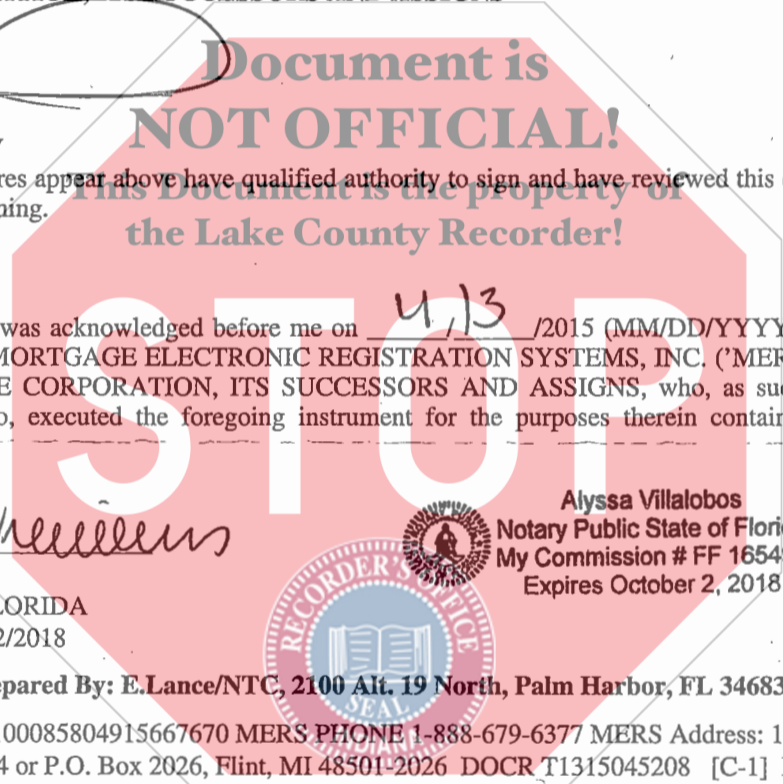 Document is
NOT OFFICIAL!
res appear above have qualified authority to sign and have reviewed this
This Document is the property of
ning.
the Lake County Recorder!
was acknowledged before me on 4/13/2015 (MM/DD/YYYY
MORTGAGE ELECTRONIC REGISTRATION SYSTEMS, INC. ('MER
E CORPORATION, ITS SUCCESSORS AND ASSIGNS, who, as su
o, executed the foregoing instrument for the purposes therein contain
STOP
Alyssa Villalobos
Notary Public State of Flori
My Commission # FF 1654
Expires October 2, 2018
RECORDER'S OFFICE
SEAL
INDIANA
LORIDA
2/2018
epared By: E.Lance/NTC, 2100 Alt. 19 North, Palm Harbor, FL 34683
00085804915667670 MERS PHONE 1-888-679-6377 MERS Address: 1
4 or P.O. Box 2026, Flint, MI 48501-2026 DOCR T1315045208 [C-1]